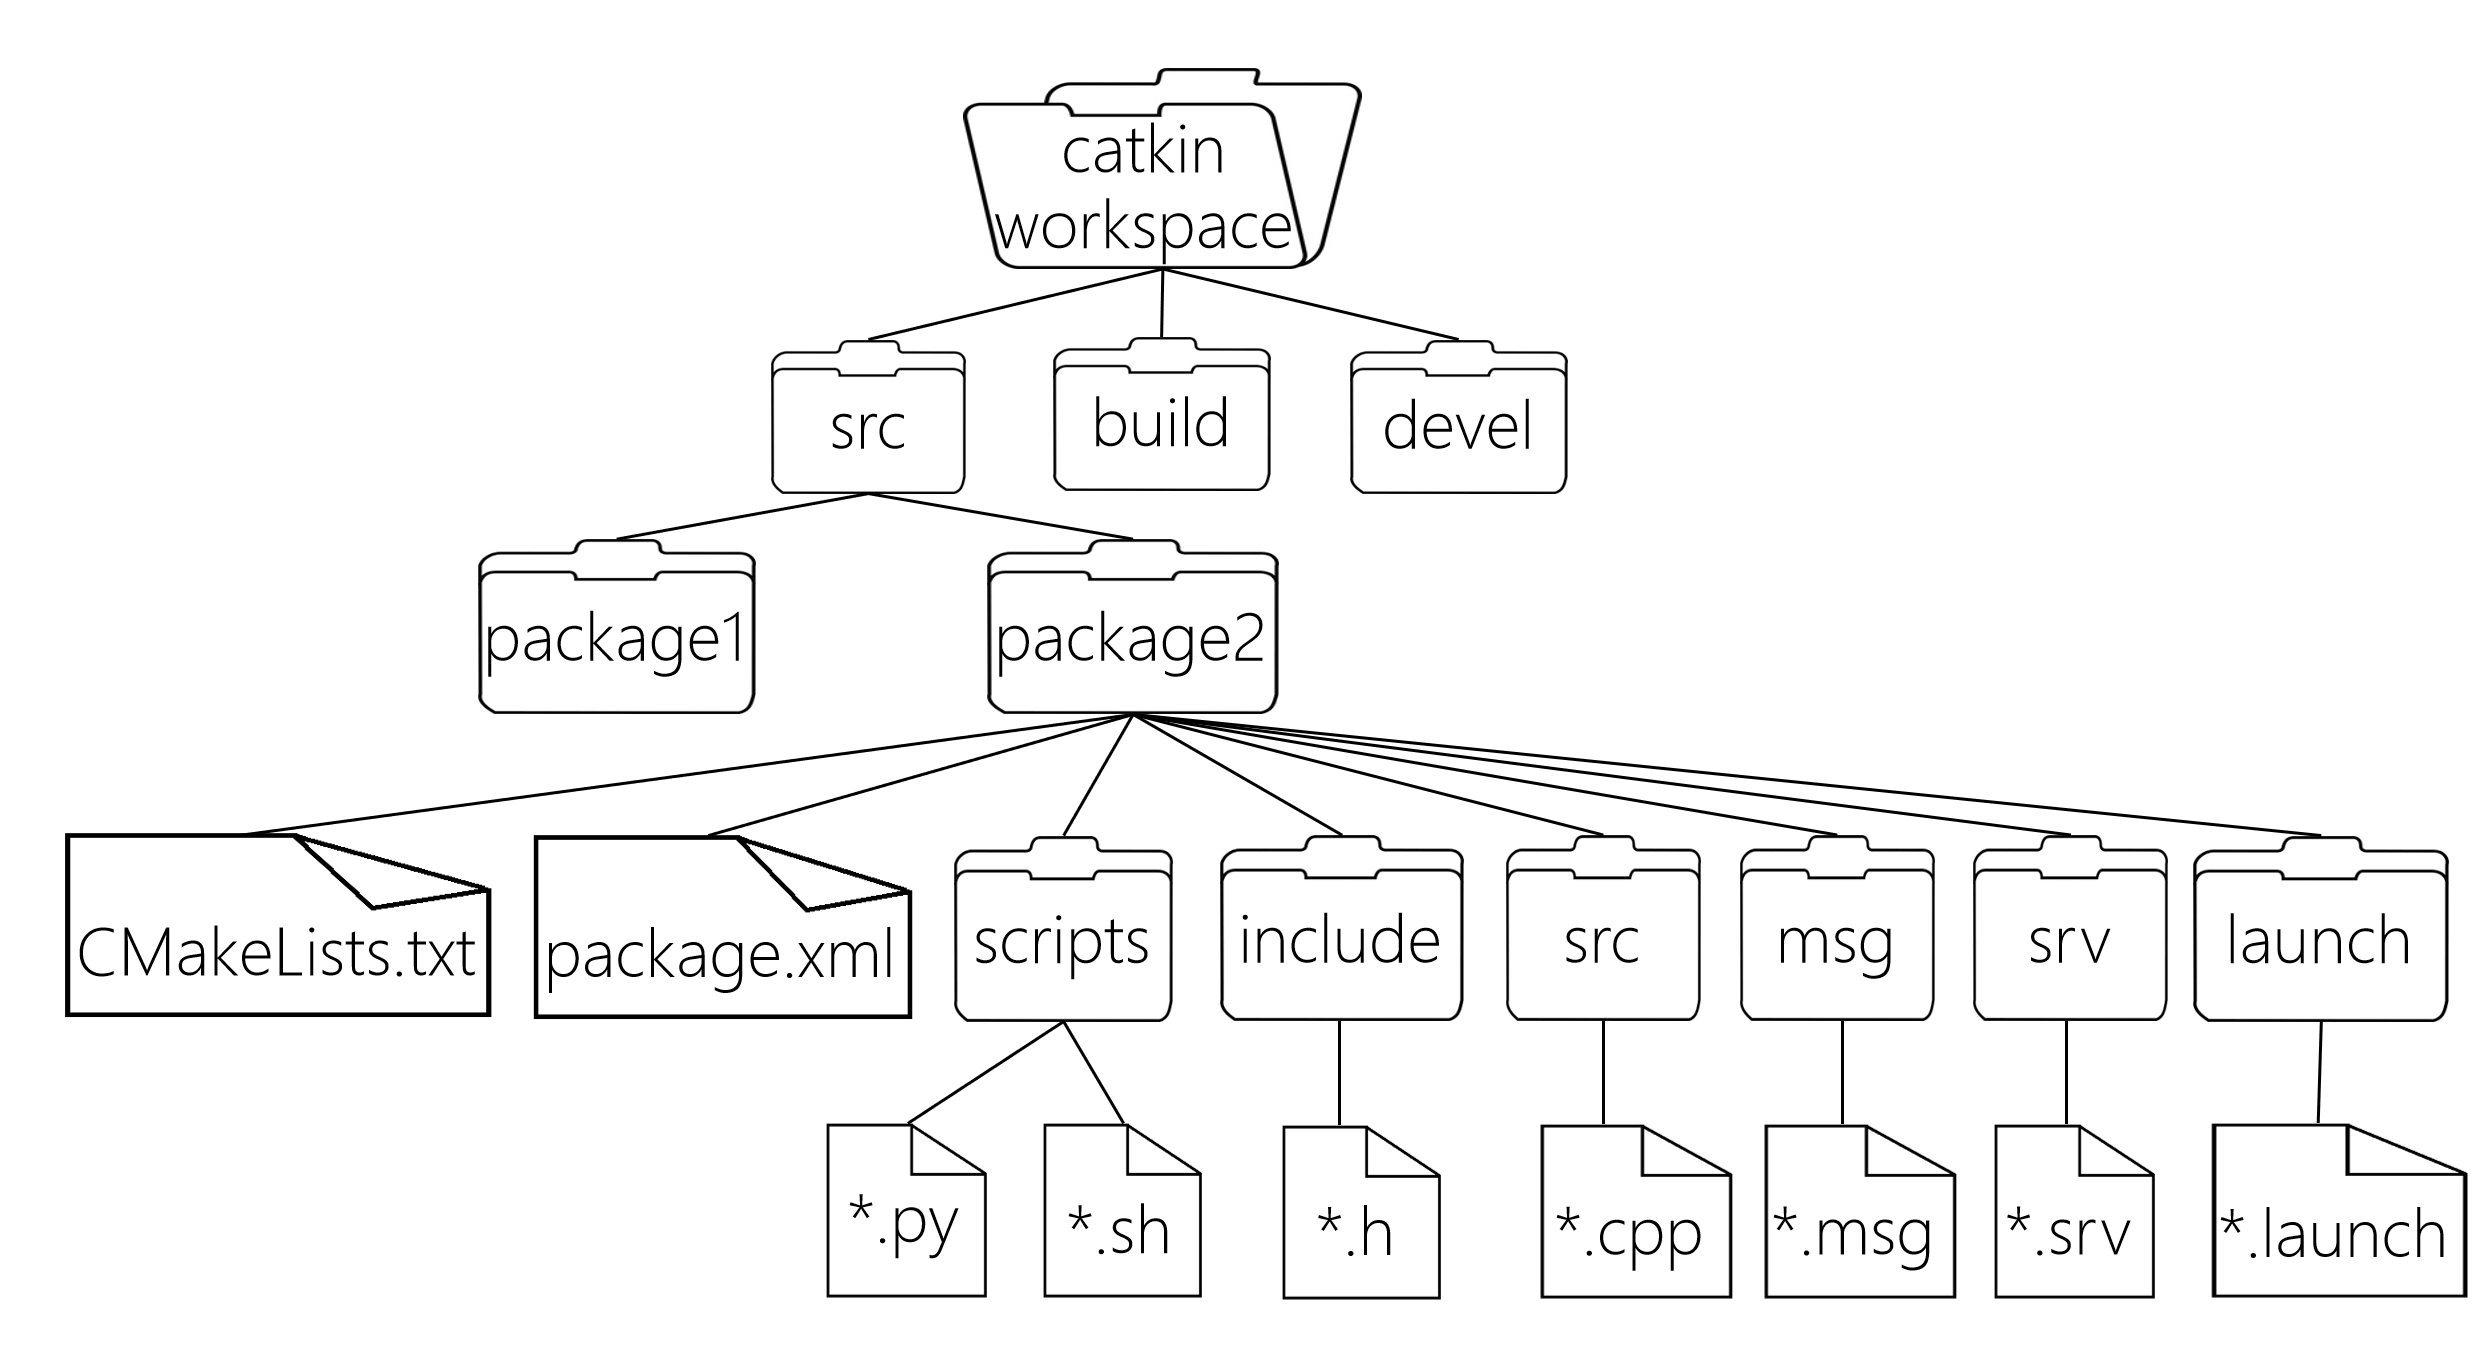 catkin
workspace
src
build
devel
package1
package2
CMakeLists.txt
package.xml
scripts
include
src
msg
srv
launch
*.py
*.sh
*.h
*.cpp
*.msg
*.srv
*.launch